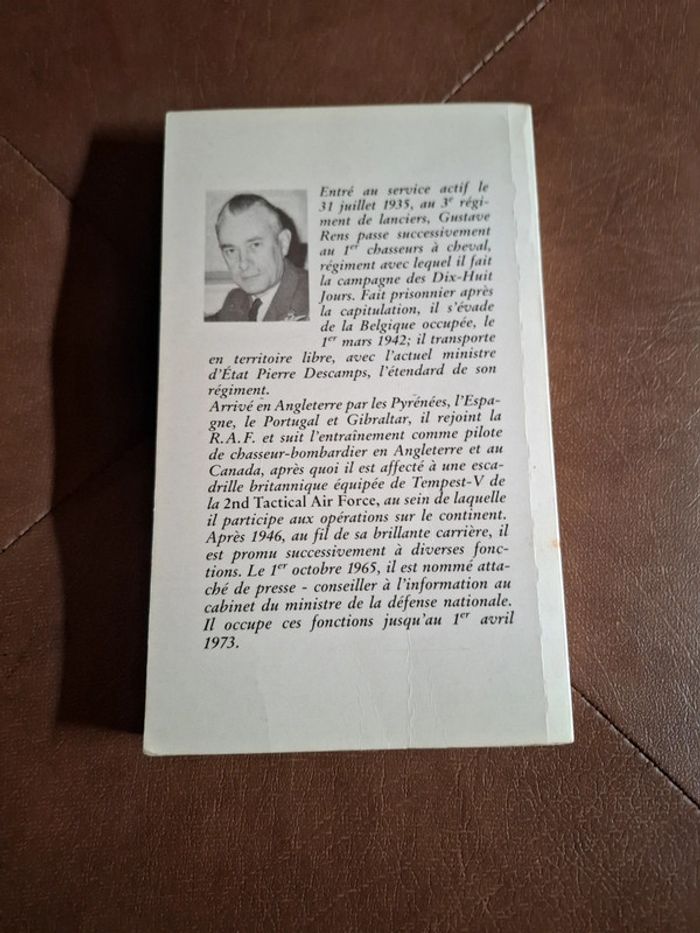 Entré au service actif le
31 juillet 1935, au 3e régi-
ment de lanciers, Gustave
Rens passe successivement
au 1er chasseurs à cheval,
régiment avec lequel il fait
la campagne des Dix-Huit
Jours. Fait prisonnier après
la capitulation, il s'évade
de la Belgique occupée, le
1er mars 1942; il transporte
en territoire libre, avec l'actuel ministre
d'État Pierre Descamps, l'étendard de son
régiment.
Arrivé en Angleterre par les Pyrénées, l'Espa-
gne, le Portugal et Gibraltar, il rejoint la
R.A.F. et suit l'entraînement comme pilote
de chasseur-bombardier en Angleterre et au
Canada, après quoi il est affecté à une esca-
drille britannique équipée de Tempest-V de
la 2nd Tactical Air Force, au sein de laquelle
il participe aux opérations sur le continent.
Après 1946, au fil de sa brillante carrière, il
est promu successivement à diverses fonc-
tions. Le 1er octobre 1965, il est nommé atta-
ché de presse - conseiller à l'information au
cabinet du ministre de la défense nationale.
Il occupe ces fonctions jusqu'au 1er avril
1973.